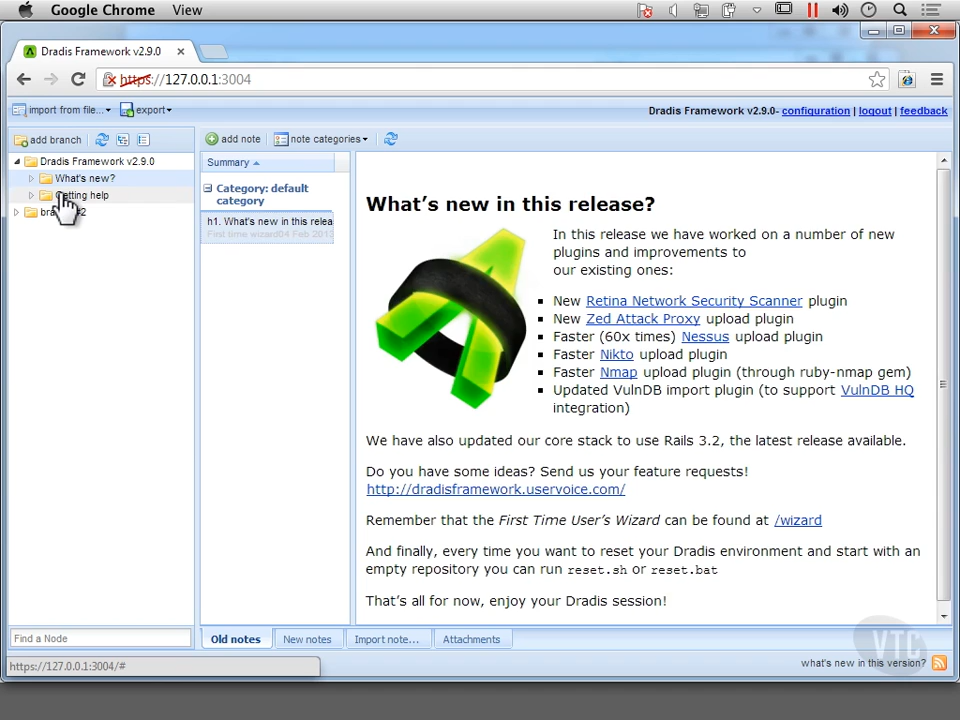 Google Chrome View
Dradis Framework v2.9.0
https://127.0.0.1:3004
import from file... export
Dradis Framework v2.9.0- configuration | logout | feedback
add branch
add note note categories
Dradis Framework v2.9.0
What's new?
Getting help
Summary
Category: default
category
h1. What's new in this relea
First time wizard04 Feb 2013
What's new in this release?
In this release we have worked on a number of new
plugins and improvements to
our existing ones:
New Retina Network Security Scanner plugin
New Zed Attack Proxy upload plugin
Faster (60x times) Nessus upload plugin
Faster Nikto upload plugin
Faster Nmap upload plugin (through ruby-nmap gem)
Updated VulnDB import plugin (to support VulnDB HQ
integration)
We have also updated our core stack to use Rails 3.2, the latest release available.
Do you have some ideas? Send us your feature requests!
http://dradisframework.uservoice.com/
Remember that the First Time User's Wizard can be found at /wizard
And finally, every time you want to reset your Dradis environment and start with an
empty repository you can run reset.sh or reset.bat
That's all for now, enjoy your Dradis session!
Find a Node
Old notes New notes Import note... Attachments
https://127.0.0.1:3004/#
what's new in this version?
VTC